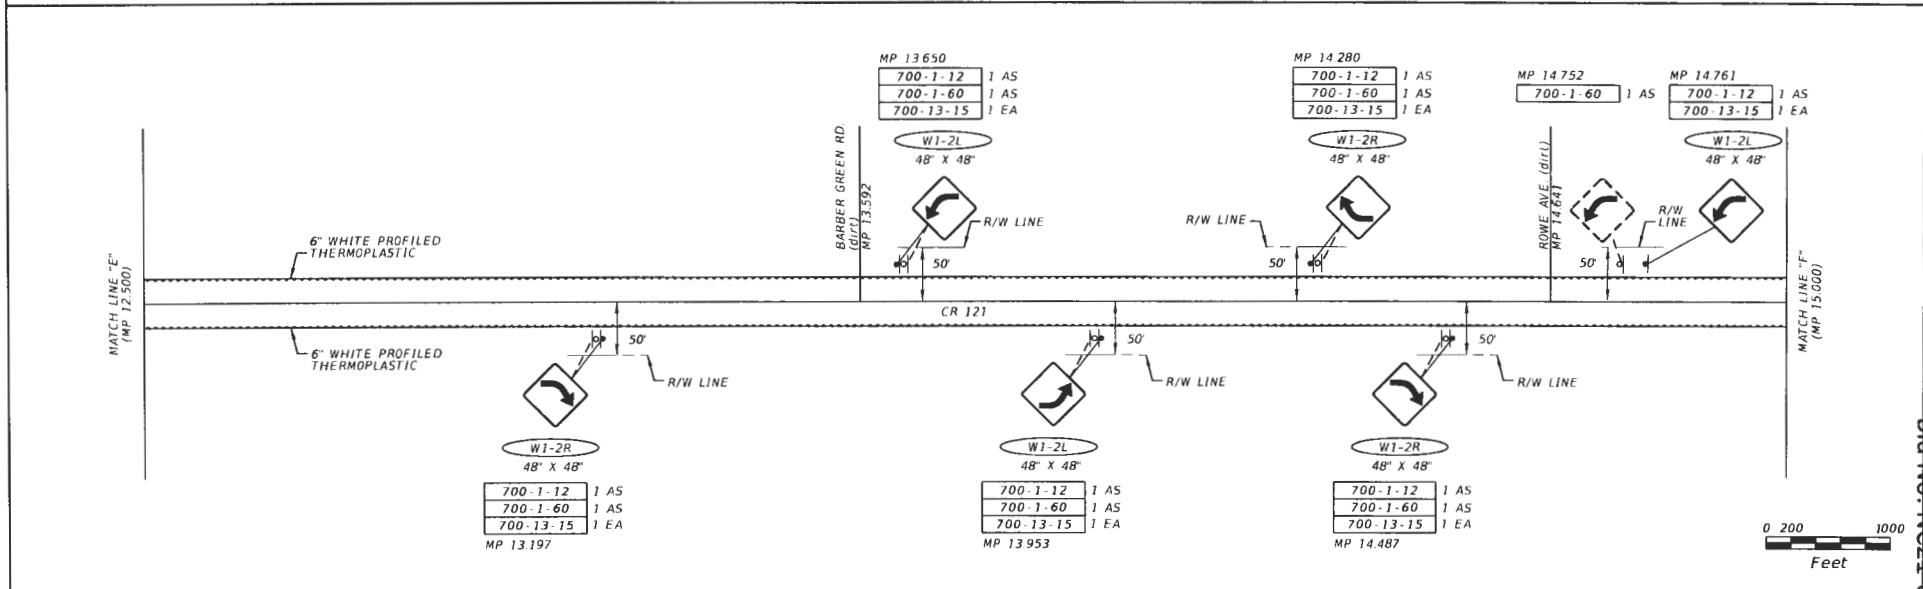 MP 13.650
700-1-12 1 AS
700-1-60 1 AS
700-13-15 1 EA
W1-2L
48" X 48"
MP 14.280
700-1-12 1 AS
700-1-60 1 AS
700-13-15 1 EA
W1-2R
48" X 48"
MP 14.752
700-1-60 1 AS
MP 14.761
700-1-12 1 AS
700-13-15 1 EA
W1-2L
48" X 48"
BARBER GREEN RD.
(dirt)
MP 13.592
R/W LINE
R/W LINE
ROWE AVE. (dirt)
MP 14.641
R/W
LINE
6" WHITE PROFILED
THERMOPLASTIC
50'
50'
50'
MATCH LINE "E"
(MP 12.500)
CR 121
MATCH LINE "F"
(MP 15.000)
6" WHITE PROFILED
THERMOPLASTIC
50'
50'
50'
R/W LINE
R/W LINE
R/W LINE
W1-2R
48" X 48"
700-1-12 1 AS
700-1-60 1 AS
700-13-15 1 EA
MP 13.197
W1-2L
48" X 48"
700-1-12 1 AS
700-1-60 1 AS
700-13-15 1 EA
MP 13.953
W1-2R
48" X 48"
700-1-12 1 AS
700-1-60 1 AS
700-13-15 1 EA
MP 14.487
0 200 1000
Feet